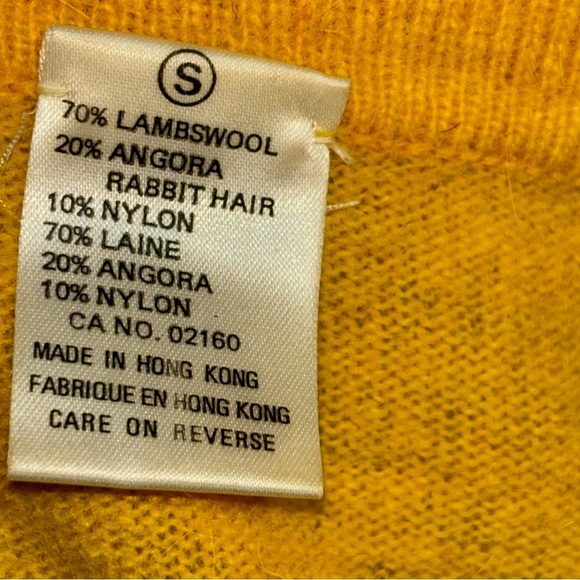 S
70% LAMBSWOOL
20% ANGORA
RABBIT HAIR
10% NYLON
70% LAINE
20% ANGORA
10% NYLON
CA NO. 02160
MADE IN HONG KONG
FABRIQUE EN HONG KONG
CARE ON REVERSE